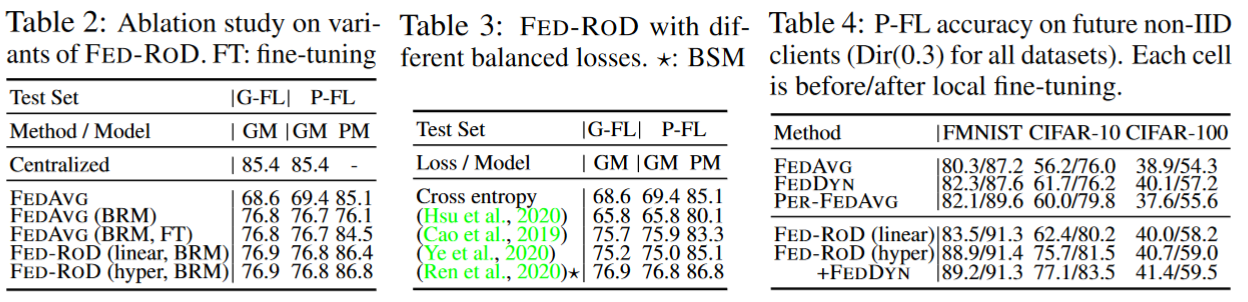 Table 2: Ablation study on vari-
ants of FED-ROD. FT: fine-tuning
Test Set |G-FL| P-FL
Method / Model | GM |GM PM
Centralized | 85.4 85.4 -
FEDAVG | 68.6 69.4 85.1
FEDAVG (BRM) | 76.8 76.7 76.1
FEDAVG (BRM, FT) | 76.8 76.7 84.5
FED-ROD (linear, BRM) | 76.9 76.8 86.4
FED-ROD (hyper, BRM) | 76.9 76.8 86.8
Table 3: FED-ROD with dif-
ferent balanced losses. ⋆: BSM
Test Set |G-FL| P-FL
Loss / Model | GM |GM PM
Cross entropy | 68.6 69.4 85.1
(Hsu et al., 2020) | 65.8 65.8 80.1
(Cao et al., 2019) | 75.7 75.9 83.3
(Ye et al., 2020) | 75.2 75.0 85.1
(Ren et al., 2020)⋆ | 76.9 76.8 86.8
Table 4: P-FL accuracy on future non-IID
clients (Dir(0.3) for all datasets). Each cell
is before/after local fine-tuning.
Method |FMNIST CIFAR-10 CIFAR-100
FEDAVG |80.3/87.2 56.2/76.0 38.9/54.3
FEDDYN |82.3/87.6 61.7/76.2 40.1/57.2
PER-FEDAVG |82.1/89.6 60.0/79.8 37.6/55.6
FED-ROD (linear)|83.5/91.3 62.4/80.2 40.0/58.2
FED-ROD (hyper)|88.9/91.4 75.7/81.5 40.7/59.0
+FEDDYN |89.2/91.3 77.1/83.5 41.4/59.5